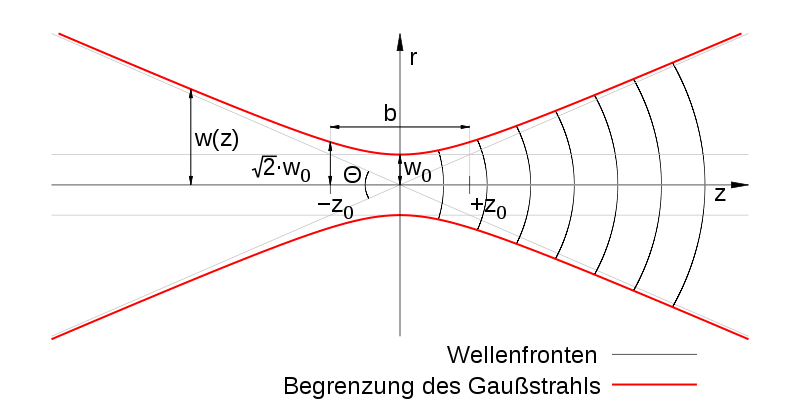 r
b
w(z)
√2·w₀
Θ
w₀
−z₀
+z₀
z
Wellenfronten
Begrenzung des Gaußstrahls